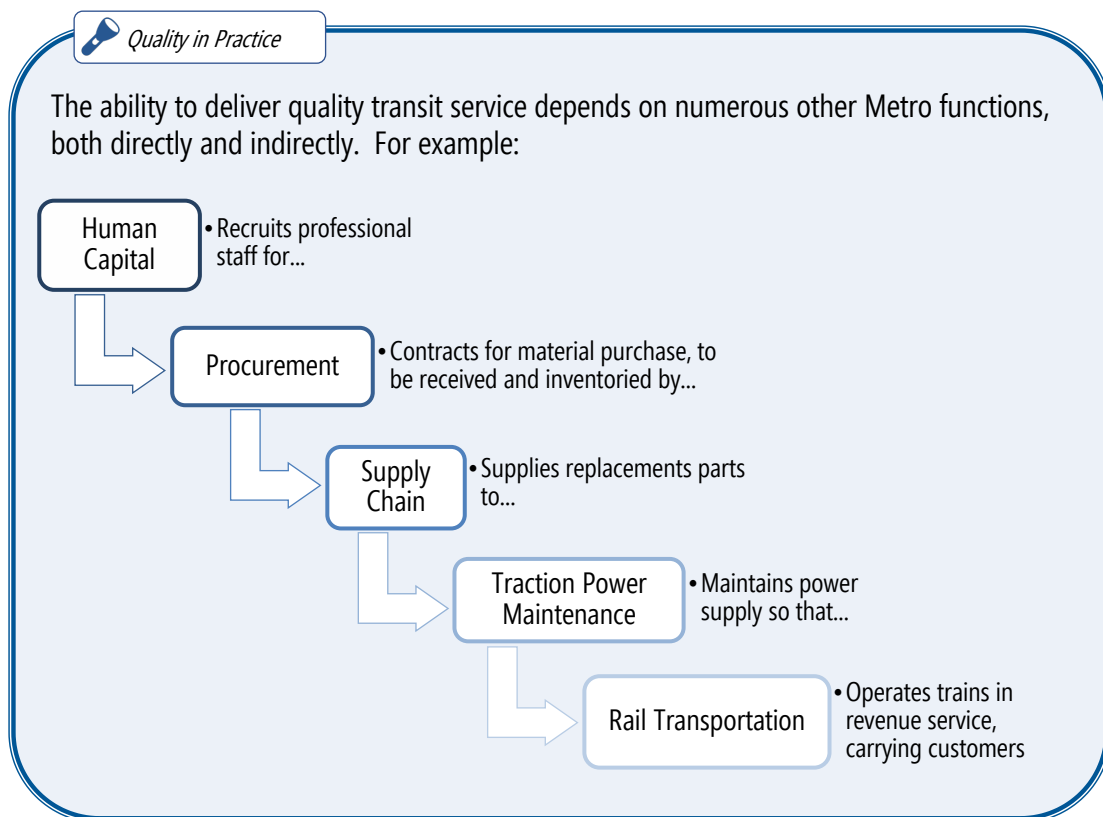 Quality in Practice
The ability to deliver quality transit service depends on numerous other Metro functions,
both directly and indirectly.  For example:
Human
Capital
• Recruits professional
staff for...
Procurement
• Contracts for material purchase, to
be received and inventoried by...
Supply
Chain
• Supplies replacements parts
to...
Traction Power
Maintenance
• Maintains power
supply so that...
Rail Transportation
• Operates trains in
revenue service,
carrying customers